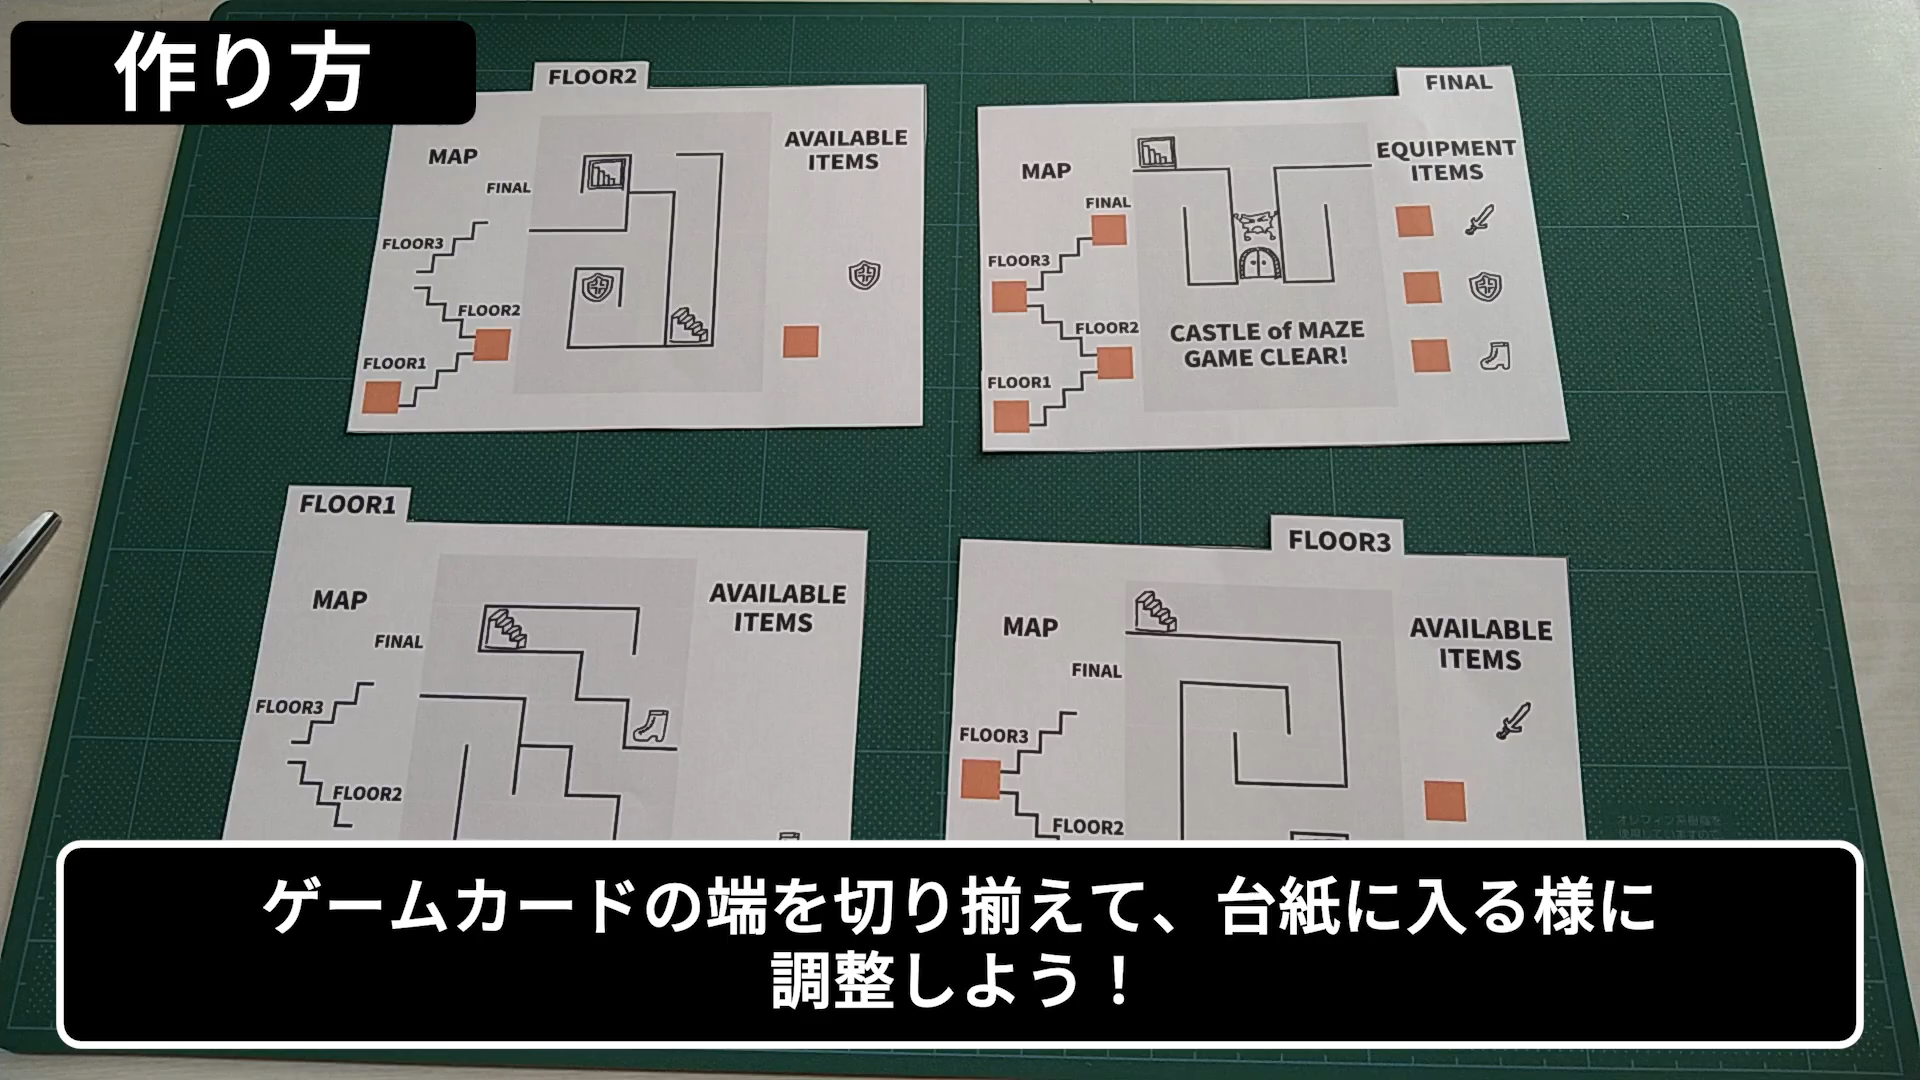 作り方
FLOOR2
MAP
FINAL
FLOOR3
FLOOR2
FLOOR1
AVAILABLE
ITEMS
FINAL
MAP
FINAL
FLOOR3
FLOOR2
FLOOR1
CASTLE of MAZE
GAME CLEAR!
EQUIPMENT
ITEMS
FLOOR1
MAP
FINAL
FLOOR3
FLOOR2
AVAILABLE
ITEMS
FLOOR3
MAP
FINAL
FLOOR3
FLOOR2
AVAILABLE
ITEMS
ゲームカードの端を切り揃えて、台紙に入る様に
調整しよう！